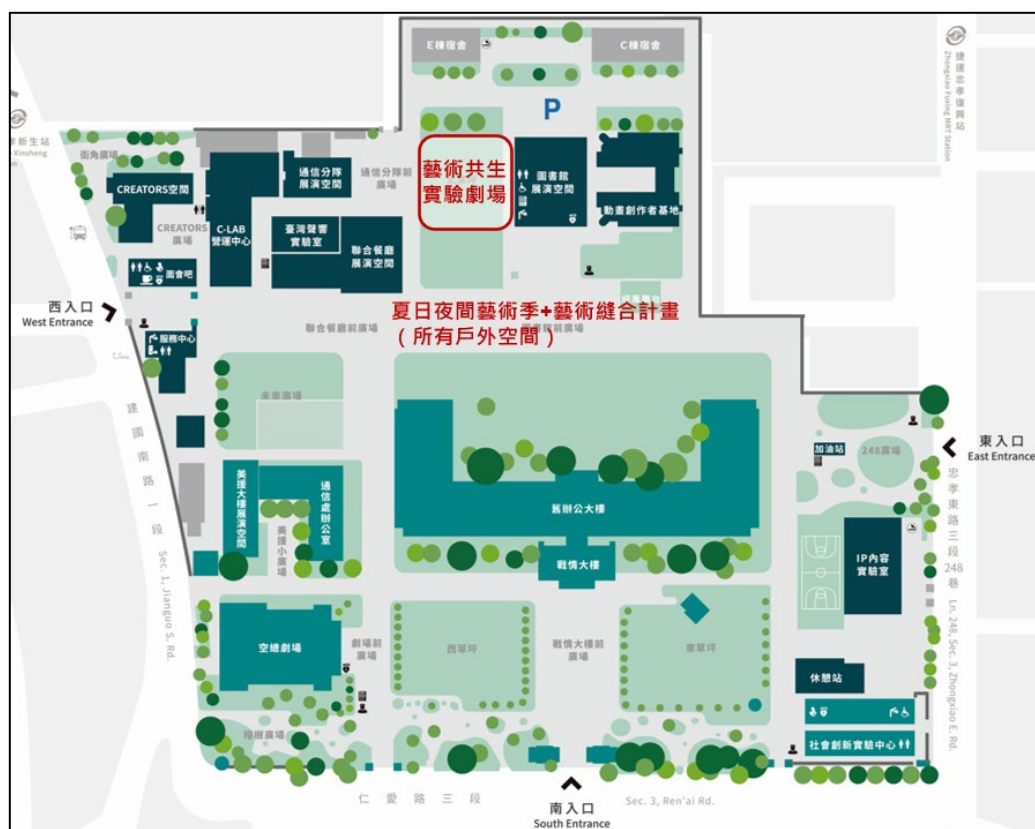 E棟宿舍
C棟宿舍
捷運忠孝復興站
Zhongxiao Fuxing MRT Station
P
孝新生站
Xinsheng
街角廣場
通信分隊
展演空間
通信分隊前
廣場
藝術共生
實驗劇場
圖書館
展演空間
動畫創作者基地
CREATORS空間
CREATORS
廣場
C-LAB
營運中心
臺灣聲響
實驗室
聯合餐廳
展演空間
面會吧
西入口
West Entrance
夏日夜間藝術季+藝術縫合計畫
(所有戶外空間)
聯合餐廳前廣場
服務中心
未來廣場
建國南路一段
Sec. 1, Jianguo S. Rd.
加油站
248廣場
東入口
East Entrance
美援大樓展演空間
通信處辦公室
美援小廣場
舊辦公大樓
戰情大樓
IP內容
實驗室
忠孝東路三段248巷
Ln. 248, Sec. 3, Zhongxiao E. Rd.
空總劇場
劇場前
廣場
西草坪
戰情大樓前
廣場
東草坪
休憩站
社會創新實驗中心
仁愛路三段
南入口
South Entrance
Sec. 3, Ren'ai Rd.